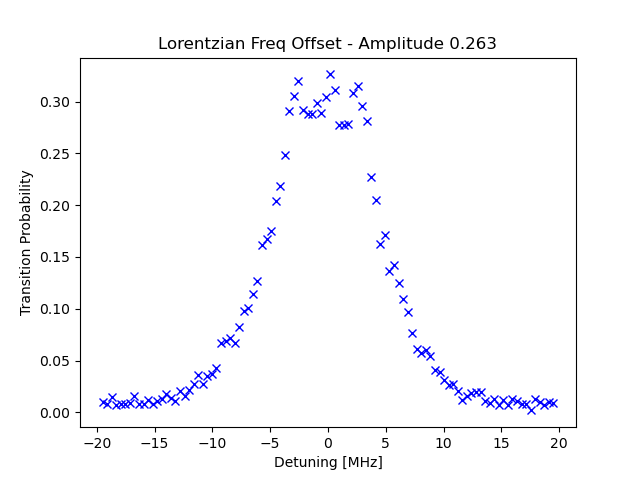 Lorentzian Freq Offset - Amplitude 0.263
Transition Probability
0.30
0.25
0.20
0.15
0.10
0.05
0.00
−20 −15 −10 −5 0 5 10 15 20
Detuning [MHz]